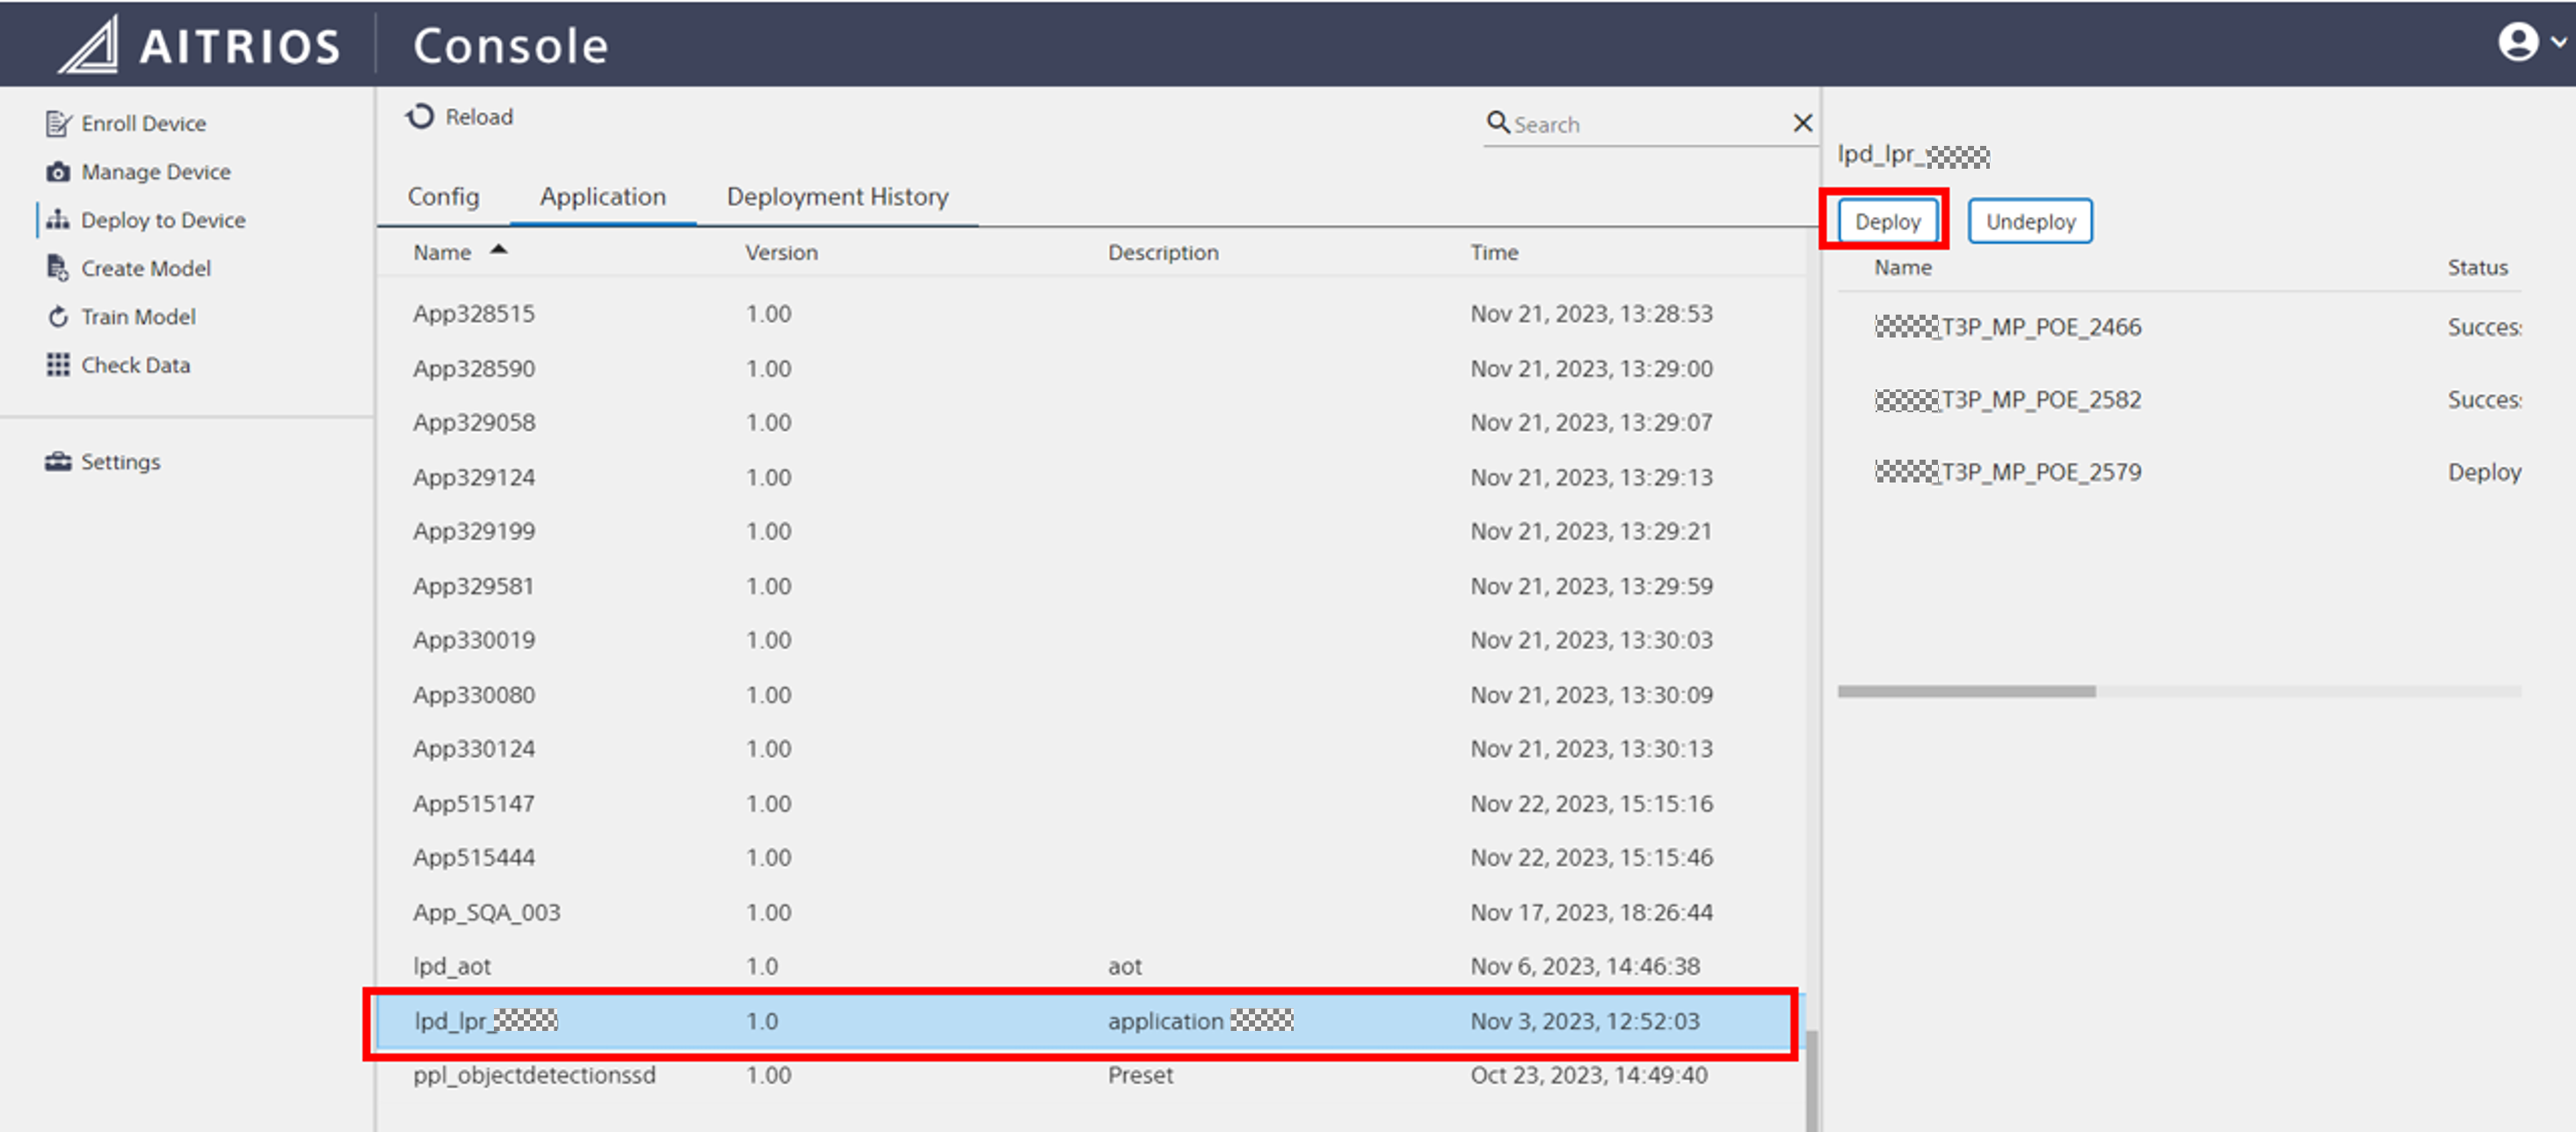 AITRIOS Console
Enroll Device
Manage Device
Deploy to Device
Create Model
Train Model
Check Data
Settings
Reload
Search
Config Application Deployment History
Name Version Description Time
App328515 1.00 Nov 21, 2023, 13:28:53
App328590 1.00 Nov 21, 2023, 13:29:00
App329058 1.00 Nov 21, 2023, 13:29:07
App329124 1.00 Nov 21, 2023, 13:29:13
App329199 1.00 Nov 21, 2023, 13:29:21
App329581 1.00 Nov 21, 2023, 13:29:59
App330019 1.00 Nov 21, 2023, 13:30:03
App330080 1.00 Nov 21, 2023, 13:30:09
App330124 1.00 Nov 21, 2023, 13:30:13
App515147 1.00 Nov 22, 2023, 15:15:16
App515444 1.00 Nov 22, 2023, 15:15:46
App_SQA_003 1.00 Nov 17, 2023, 18:26:44
lpd_aot 1.0 aot Nov 6, 2023, 14:46:38
lpd_lpr_ 1.0 application Nov 3, 2023, 12:52:03
ppl_objectdetectionssd 1.00 Preset Oct 23, 2023, 14:49:40
lpd_lpr_
Deploy Undeploy
Name Status
_T3P_MP_POE_2466 Succes
_T3P_MP_POE_2582 Succes
_T3P_MP_POE_2579 Deploy